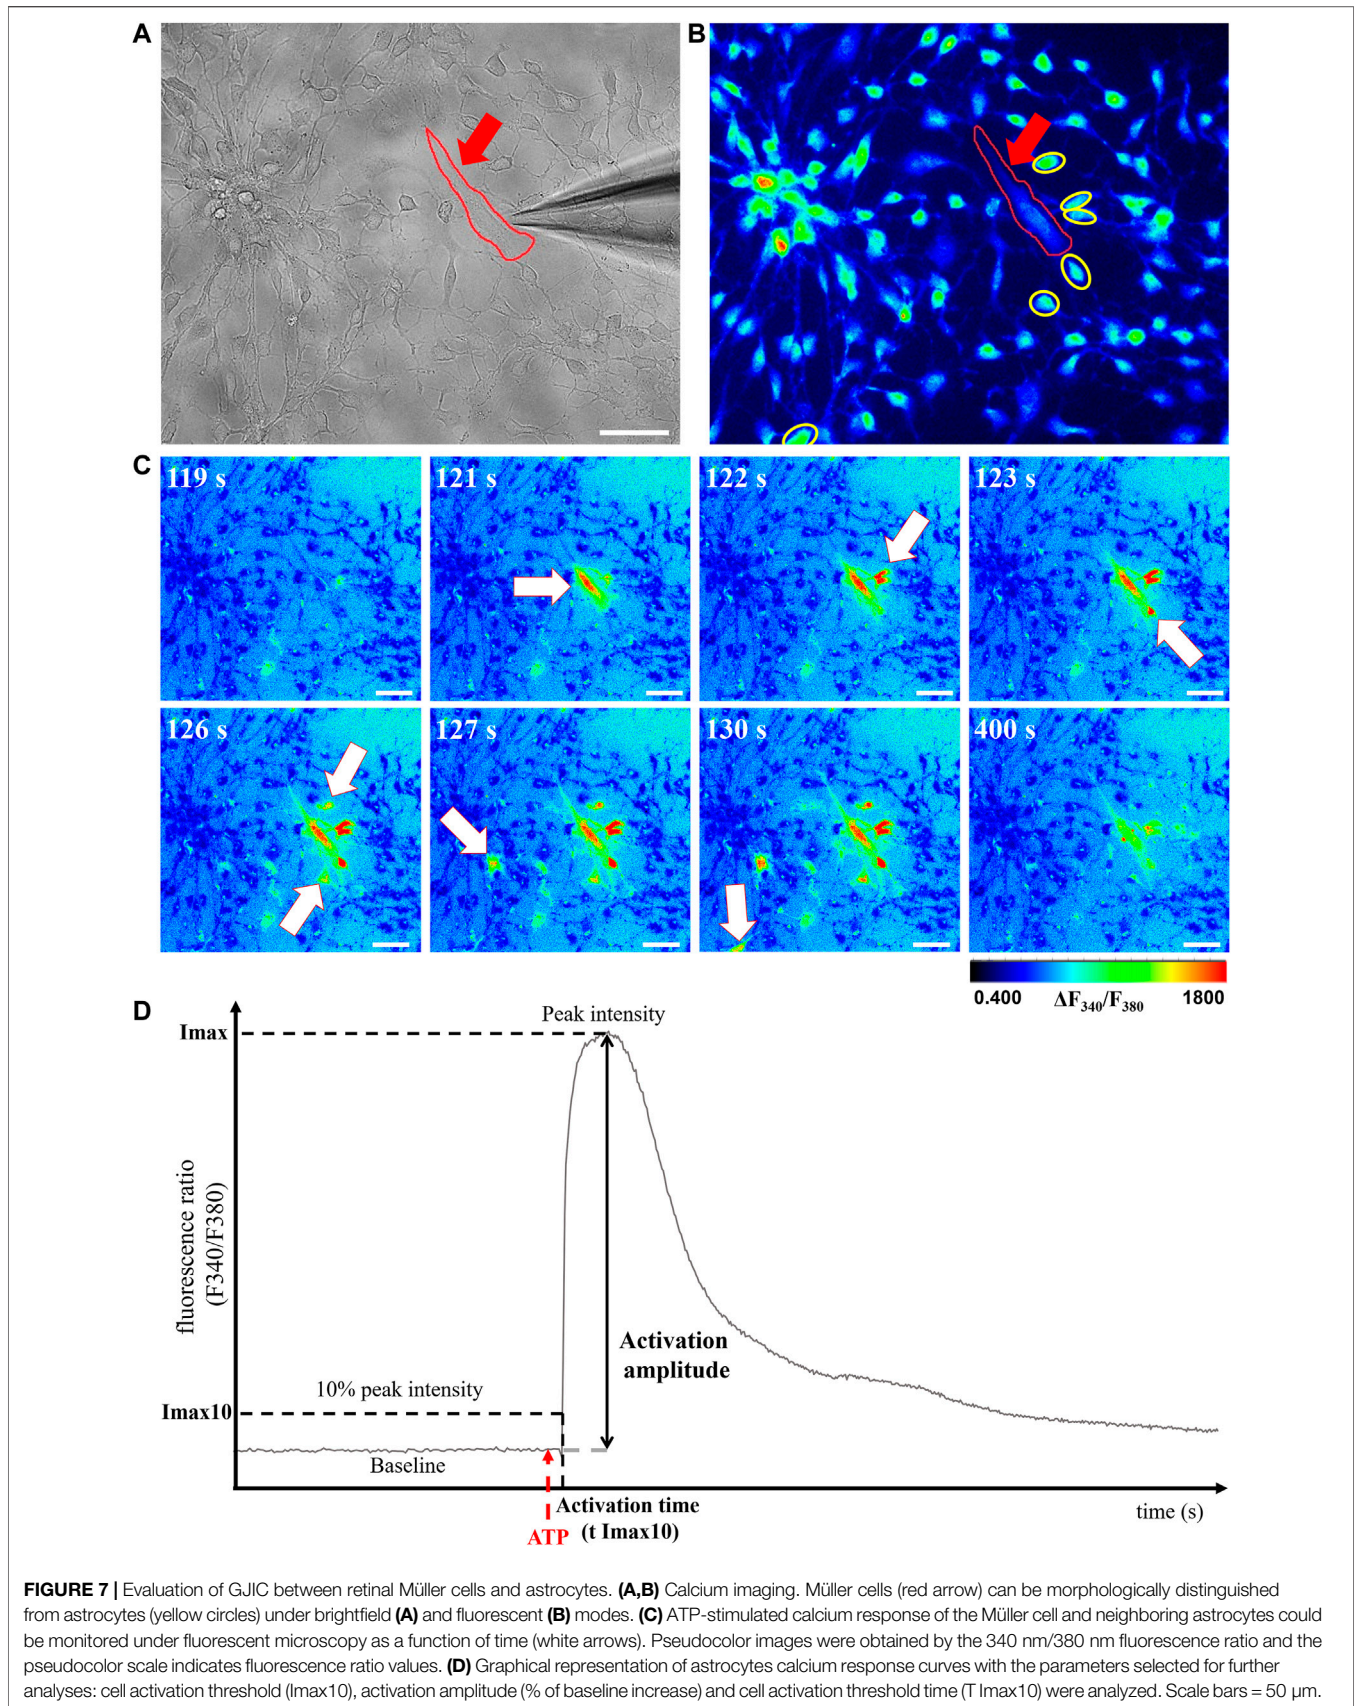 A
B
C
119 s
121 s
122 s
123 s
126 s
127 s
130 s
400 s
0.400 ΔF340/F380 1800
D
Peak intensity
Imax
fluorescence ratio
(F340/F380)
Activation
amplitude
10% peak intensity
Imax10
Baseline
Activation time
(t Imax10)
ATP
time (s)
FIGURE 7 | Evaluation of GJIC between retinal Müller cells and astrocytes. (A,B) Calcium imaging. Müller cells (red arrow) can be morphologically distinguished
from astrocytes (yellow circles) under brightfield (A) and fluorescent (B) modes. (C) ATP-stimulated calcium response of the Müller cell and neighboring astrocytes could
be monitored under fluorescent microscopy as a function of time (white arrows). Pseudocolor images were obtained by the 340 nm/380 nm fluorescence ratio and the
pseudocolor scale indicates fluorescence ratio values. (D) Graphical representation of astrocytes calcium response curves with the parameters selected for further
analyses: cell activation threshold (Imax10), activation amplitude (% of baseline increase) and cell activation threshold time (T Imax10) were analyzed. Scale bars = 50 µm.